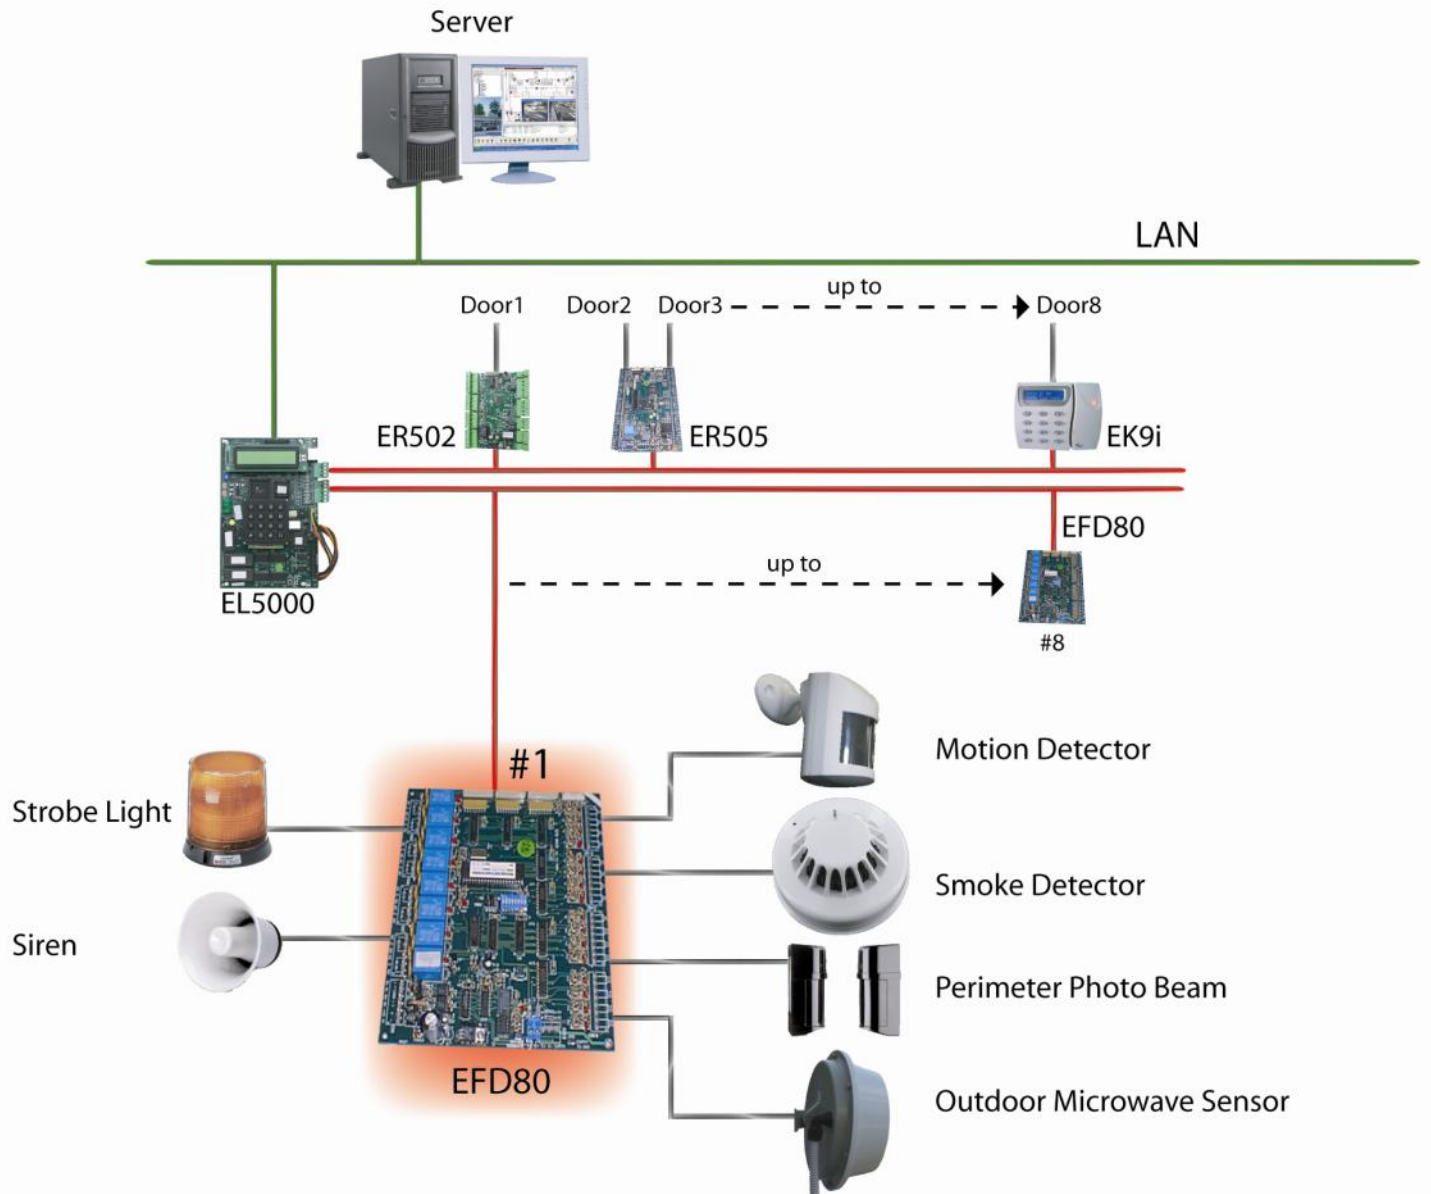 Server
LAN
up to
Door1
Door2
Door3
Door8
ER502
ER505
EK9i
EFD80
up to
EL5000
#8
#1
Motion Detector
Strobe Light
Smoke Detector
Siren
Perimeter Photo Beam
EFD80
Outdoor Microwave Sensor